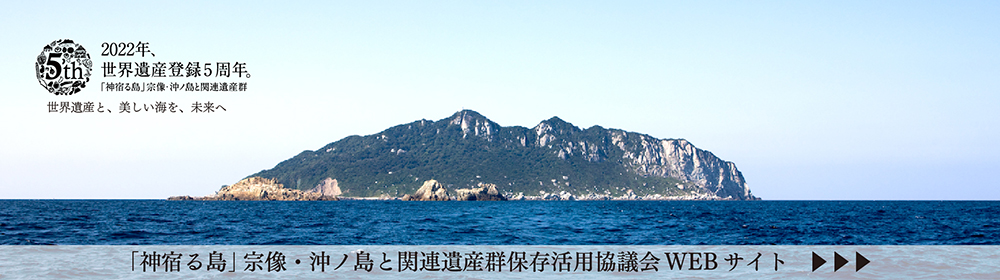 5th
2022年、
世界遺産登録5周年。
「神宿る島」宗像・沖ノ島と関連遺産群
世界遺産と、美しい海を、未来へ
「神宿る島」宗像・沖ノ島と関連遺産群保存活用協議会 WEB サイト ▶▶▶